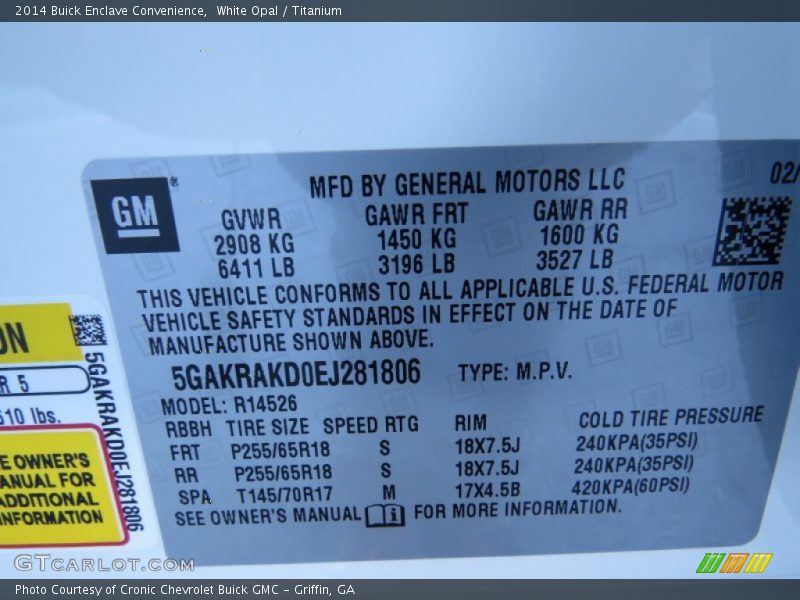 2014 Buick Enclave Convenience,  White Opal / Titanium
MFD BY GENERAL MOTORS LLC
02/
GM
®
GVWR GAWR FRT GAWR RR
2908 KG 1450 KG 1600 KG
6411 LB 3196 LB 3527 LB
THIS VEHICLE CONFORMS TO ALL APPLICABLE U.S. FEDERAL MOTOR
VEHICLE SAFETY STANDARDS IN EFFECT ON THE DATE OF
MANUFACTURE SHOWN ABOVE.
5GAKRAKD0EJ281806 TYPE: M.P.V.
MODEL: R14526
RBBH TIRE SIZE SPEED RTG RIM COLD TIRE PRESSURE
FRT P255/65R18 S 18X7.5J 240KPA(35PSI)
RR P255/65R18 S 18X7.5J 240KPA(35PSI)
SPA T145/70R17 M 17X4.5B 420KPA(60PSI)
SEE OWNER'S MANUAL FOR MORE INFORMATION.
ON
R 5
510 lbs.
E OWNER'S
ANUAL FOR
ADDITIONAL
INFORMATION
5GAKRAKD0EJ281806
GTCARLOT.COM
Photo Courtesy of Cronic Chevrolet Buick GMC – Griffin, GA